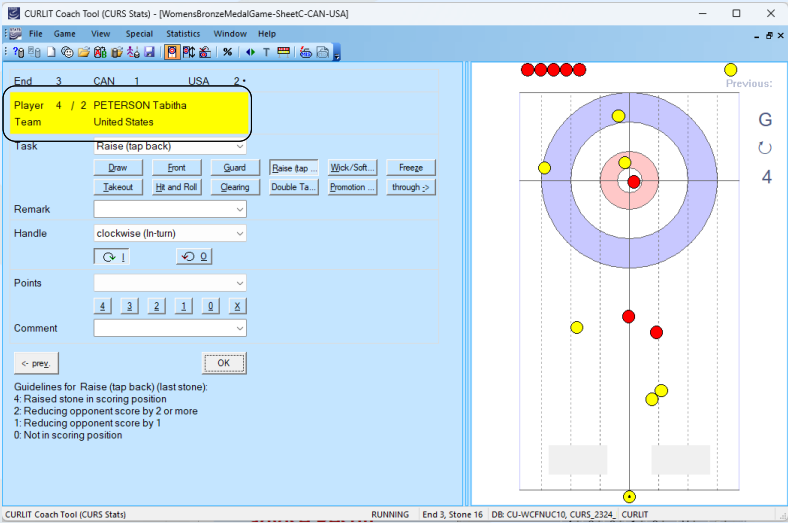 CURLIT Coach Tool (CURS Stats) - [WomensBronzeMedalGame-SheetC-CAN-USA]
File Game View Special Statistics Window Help
End 3 CAN 1 USA 2 •
Player 4 / 2 PETERSON Tabitha
Team United States
Task Raise (tap back)
Draw Front Guard Raise (tap ... Wick/Soft... Freeze
Takeout Hit and Roll Clearing Double Ta... Promotion ... through ->
Remark
Handle clockwise (In-turn)
I O
Points
4 3 2 1 0 X
Comment
<- prev. OK
Guidelines for Raise (tap back) (last stone):
4: Raised stone in scoring position
2: Reducing opponent score by 2 or more
1: Reducing opponent score by 1
0: Not in scoring position
Previous:
G
4
CURLIT Coach Tool (CURS Stats) RUNNING End 3, Stone 16 DB: CU-WCFNUC10, CURS_2324_ CURLIT